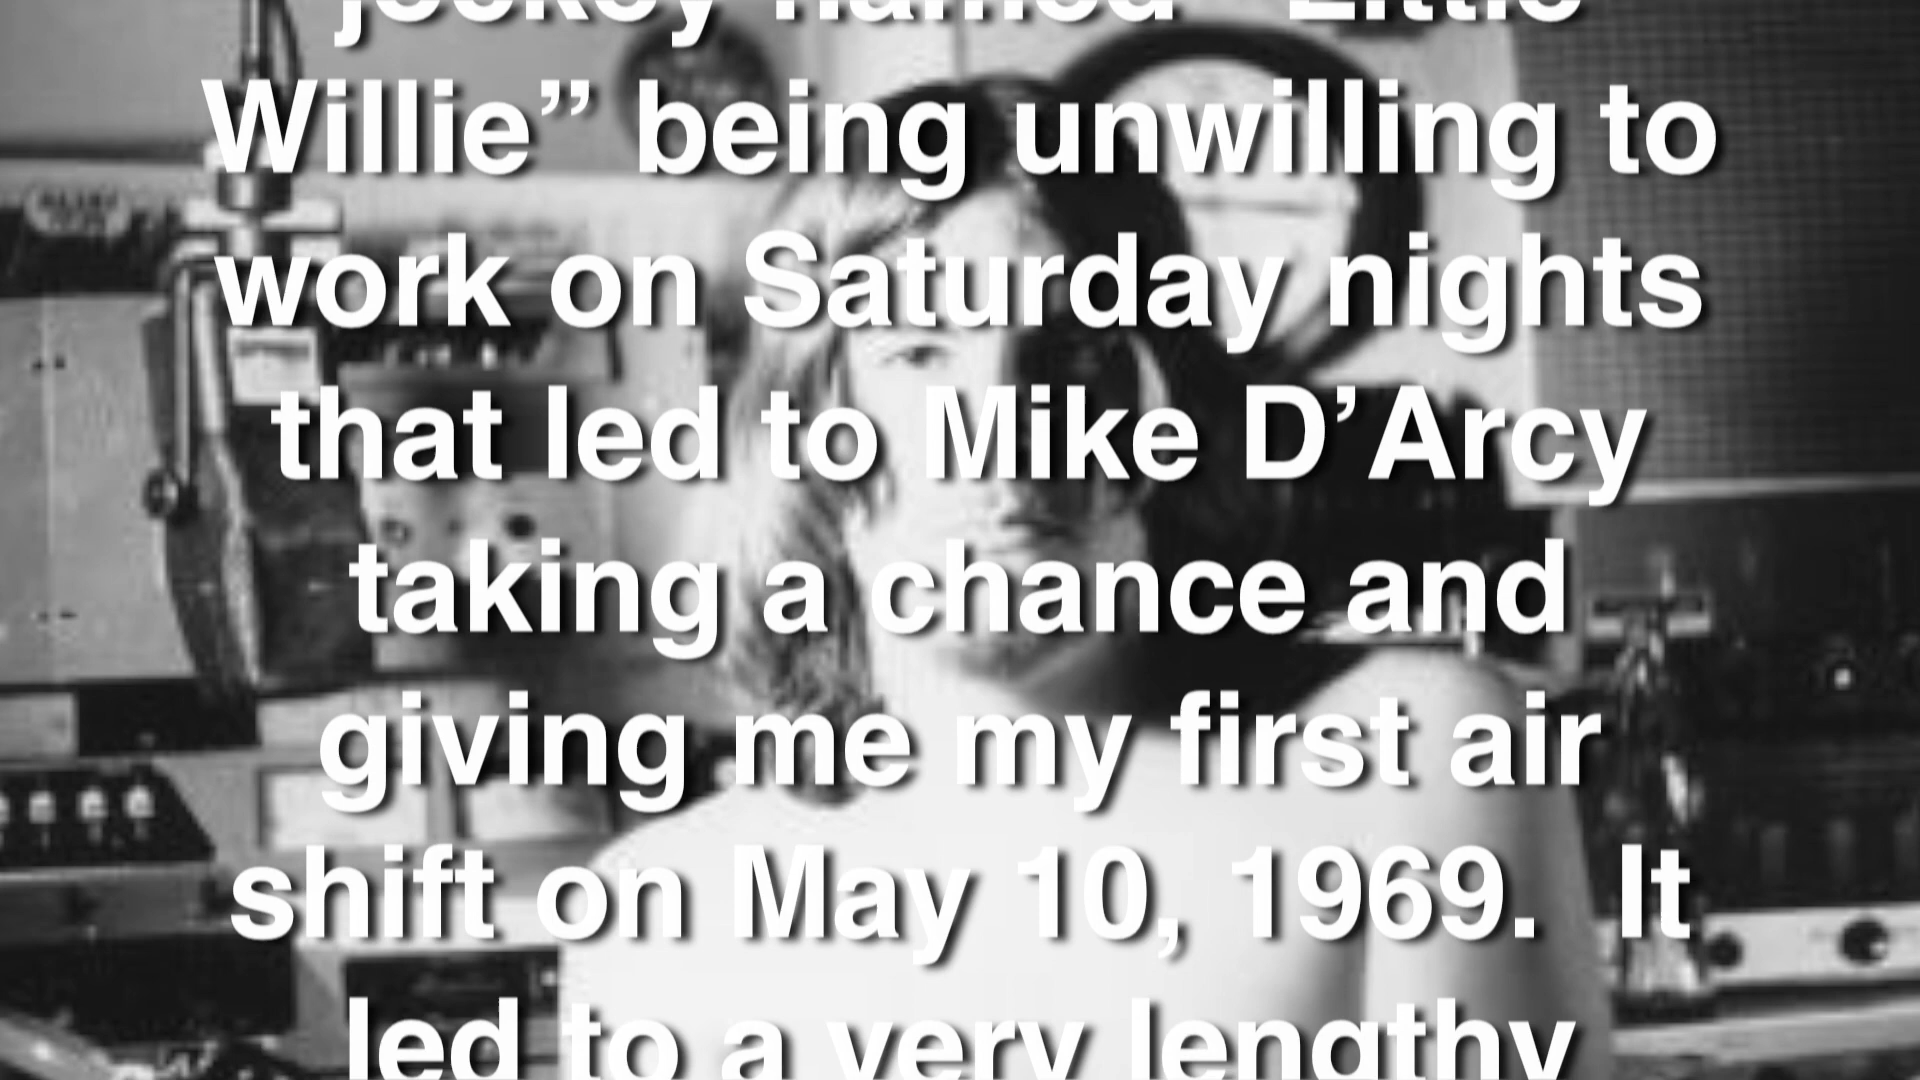 jockey named “Little
Willie” being unwilling to
work on Saturday nights
that led to Mike D’Arcy
taking a chance and
giving me my first air
shift on May 10, 1969.  It
led to a very lengthy